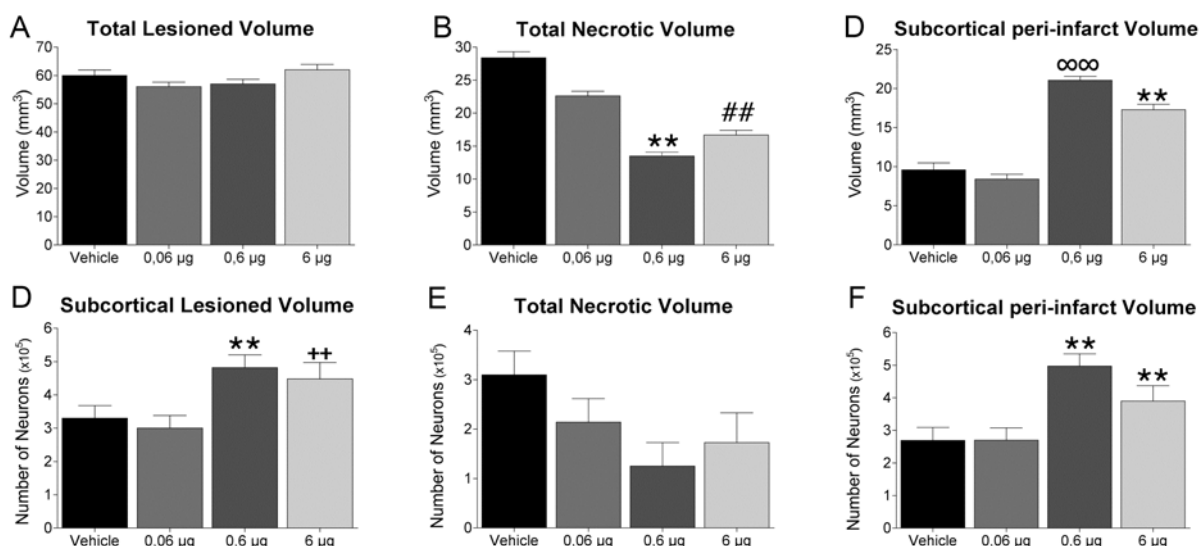 A Total Lesioned Volume
Volume (mm³)
70
60
50
40
30
20
10
0
Vehicle 0,06 µg 0,6 µg 6 µg
B Total Necrotic Volume
Volume (mm³)
30
25
20
15
10
5
0
**
##
Vehicle 0,06 µg 0,6 µg 6 µg
D Subcortical peri-infarct Volume
Volume (mm³)
25
20
15
10
5
0
∞∞
**
Vehicle 0,06 µg 0,6 µg 6 µg
D Subcortical Lesioned Volume
Number of Neurons (x10⁵)
6
5
4
3
2
1
0
**
++
Vehicle 0,06 µg 0,6 µg 6 µg
E Total Necrotic Volume
Number of Neurons (x10⁵)
4
3
2
1
0
Vehicle 0,06 µg 0,6 µg 6 µg
F Subcortical peri-infarct Volume
Number of Neurons (x10⁵)
6
5
4
3
2
1
0
**
**
Vehicle 0,06 µg 0,6 µg 6 µg